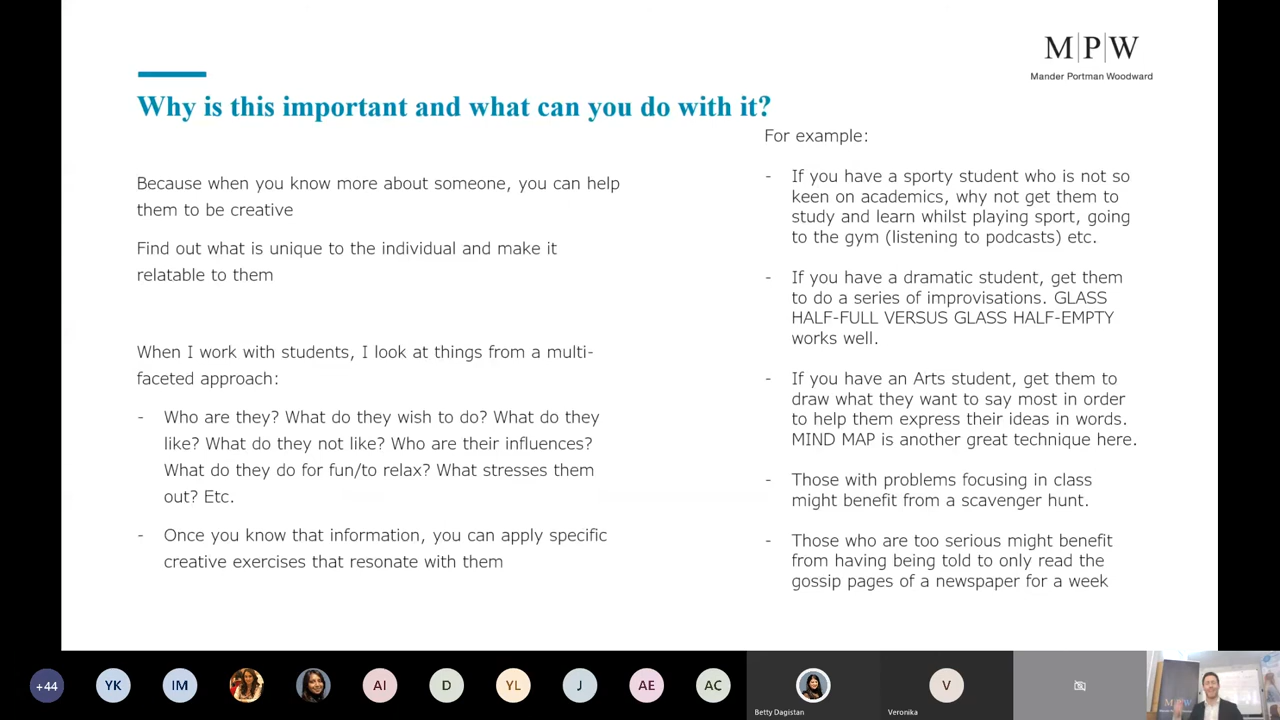 M|P|W
Mander Portman Woodward
Why is this important and what can you do with it?
Because when you know more about someone, you can help
them to be creative
Find out what is unique to the individual and make it
relatable to them
When I work with students, I look at things from a multi-
faceted approach:
- Who are they? What do they wish to do? What do they
like? What do they not like? Who are their influences?
What do they do for fun/to relax? What stresses them
out? Etc.
- Once you know that information, you can apply specific
creative exercises that resonate with them
For example:
- If you have a sporty student who is not so
keen on academics, why not get them to
study and learn whilst playing sport, going
to the gym (listening to podcasts) etc.
- If you have a dramatic student, get them
to do a series of improvisations. GLASS
HALF-FULL VERSUS GLASS HALF-EMPTY
works well.
- If you have an Arts student, get them to
draw what they want to say most in order
to help them express their ideas in words.
MIND MAP is another great technique here.
- Those with problems focusing in class
might benefit from a scavenger hunt.
- Those who are too serious might benefit
from having being told to only read the
gossip pages of a newspaper for a week
+44
YK
IM
AI
D
YL
J
AE
AC
Betty Dagistan
V
Veronika
MPW